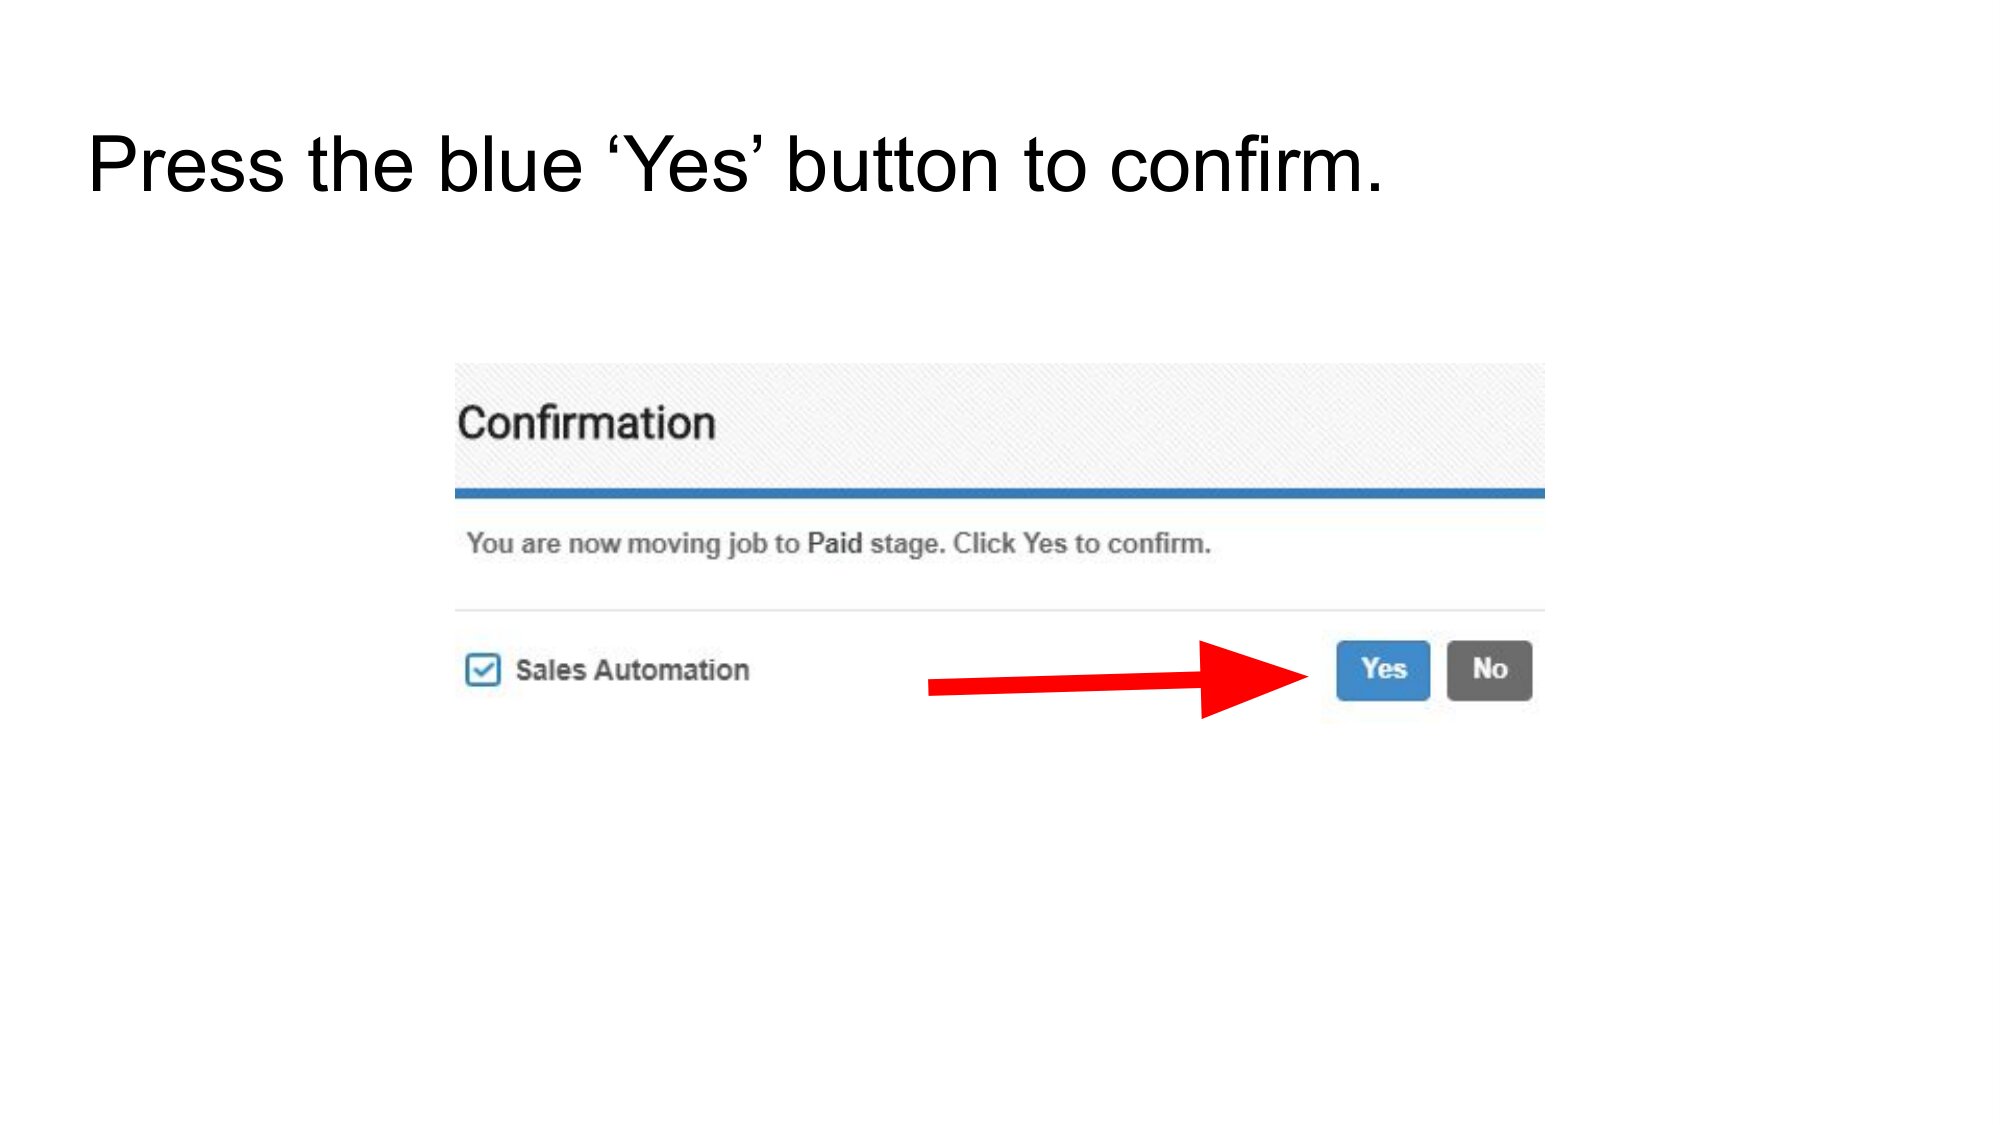 Press the blue ‘Yes’ button to confirm.
Confirmation
You are now moving job to Paid stage. Click Yes to confirm.
Sales Automation
Yes
No